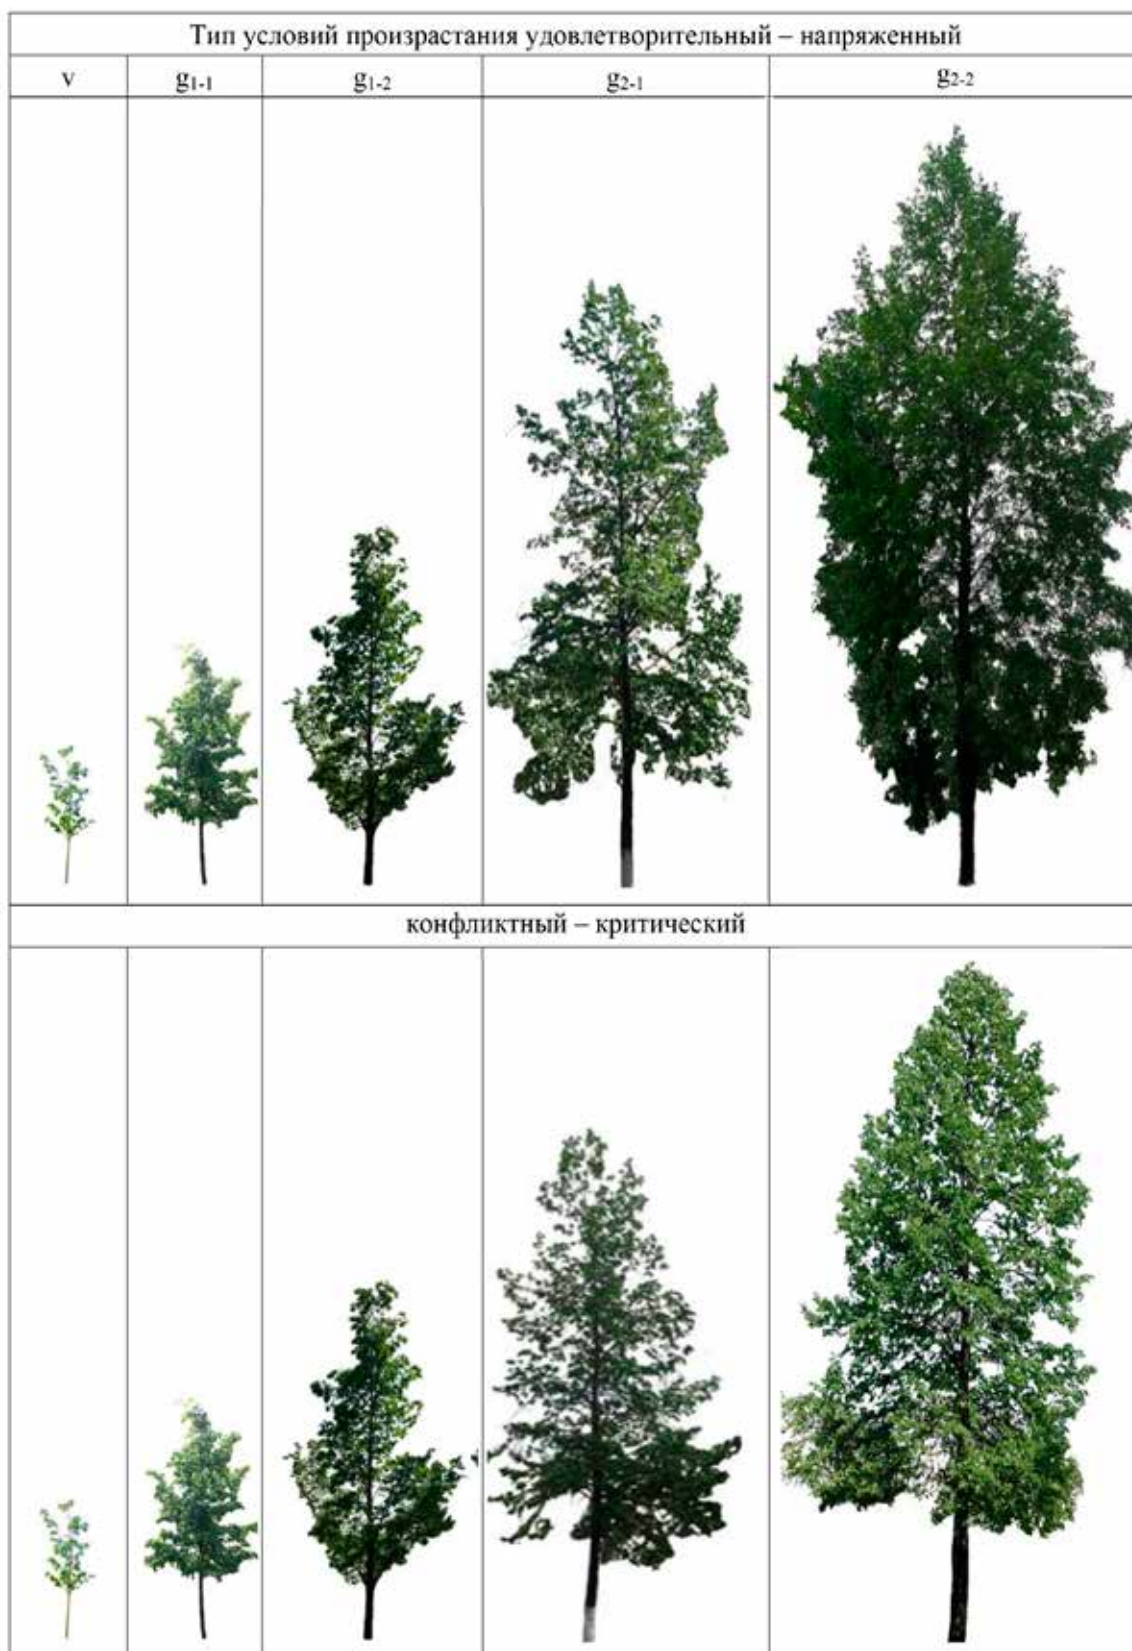 Тип условий произрастания удовлетворительный – напряженный
v g₁₋₁ g₁₋₂ g₂₋₁ g₂₋₂
конфликтный – критический